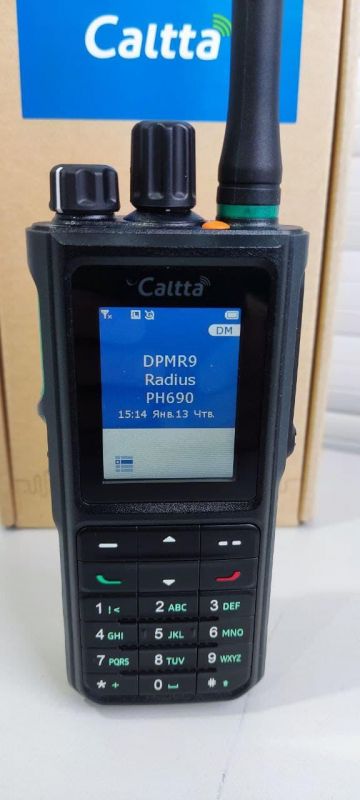 Caltta
Caltta
DM
DPMR9
Radius
PH690
15:14 Янв.13 Чтв.
1 2 ABC 3 DEF
4 GHI 5 JKL 6 MNO
7 PQRS 8 TUV 9 WXYZ
* + 0 #